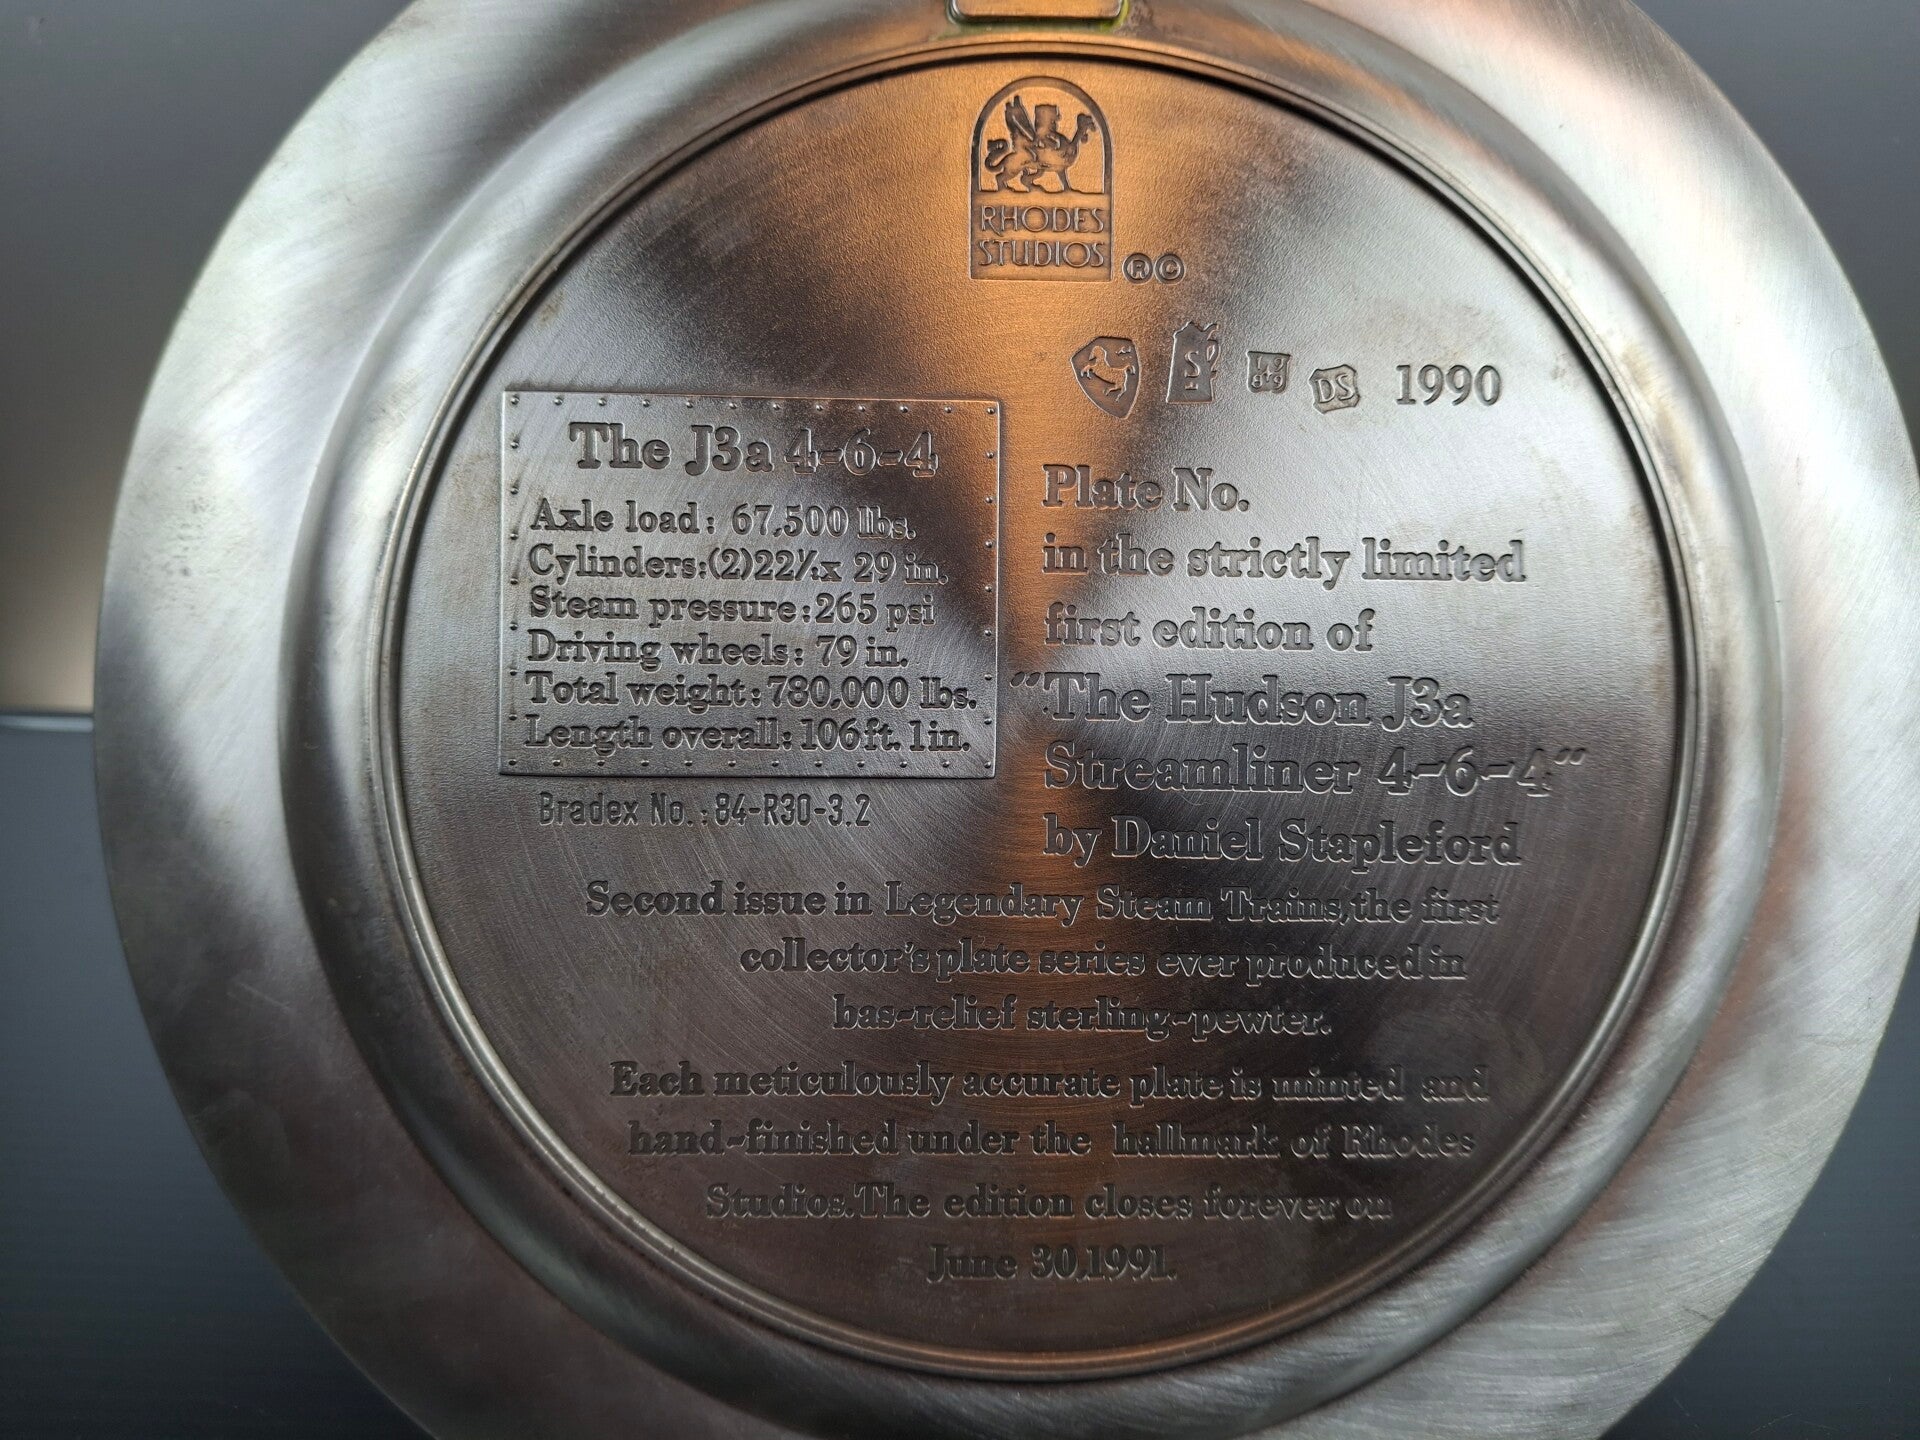 RHODES
STUDIOS
®©
S
DS 1990
The J3a 4-6-4
Axle load: 67,500 lbs.
Cylinders:(2)22½x 29 in.
Steam pressure:265 psi
Driving wheels: 79 in.
Total weight:780,000 lbs.
Length overall:106ft. 1in.
Bradex No.:84-R30-3.2
Plate No.
in the strictly limited
first edition of
"The Hudson J3a
Streamliner 4-6-4"
by Daniel Stapleford
Second issue in Legendary Steam Trains,the first
collector's plate series ever produced in
bas-relief sterling-pewter.
Each meticulously accurate plate is minted and
hand-finished under the hallmark of Rhodes
Studios.The edition closes forever on
June 30,1991.